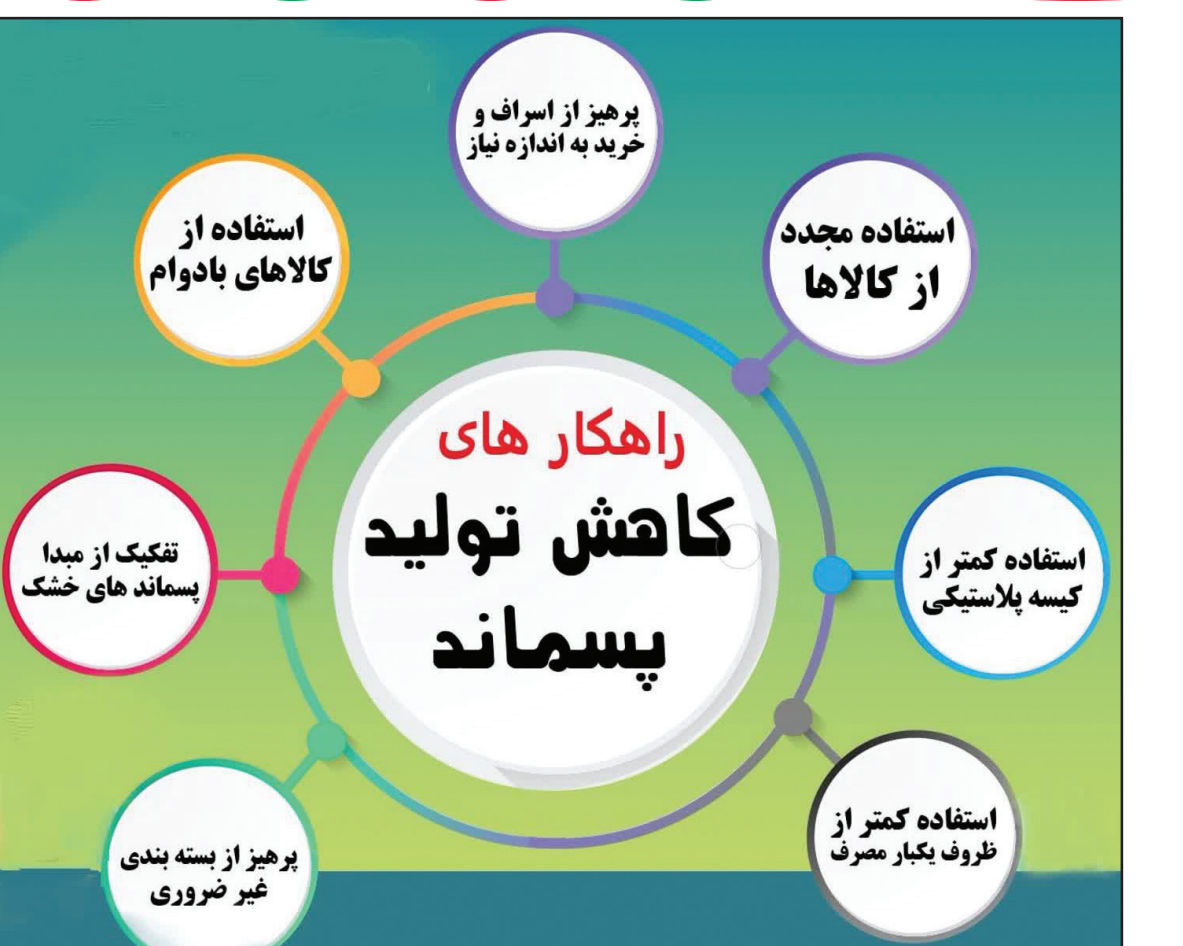 راهکار های
کاهش تولید
پسماند
پرهیز از اسراف و
خرید به اندازه نیاز
استفاده مجدد
از کالاها
استفاده کمتر از
کیسه پلاستیکی
استفاده کمتر از
ظروف یکبار مصرف
پرهیز از بسته بندی
غیر ضروری
تفکیک از مبدا
پسماند های خشک
استفاده از
کالاهای بادوام